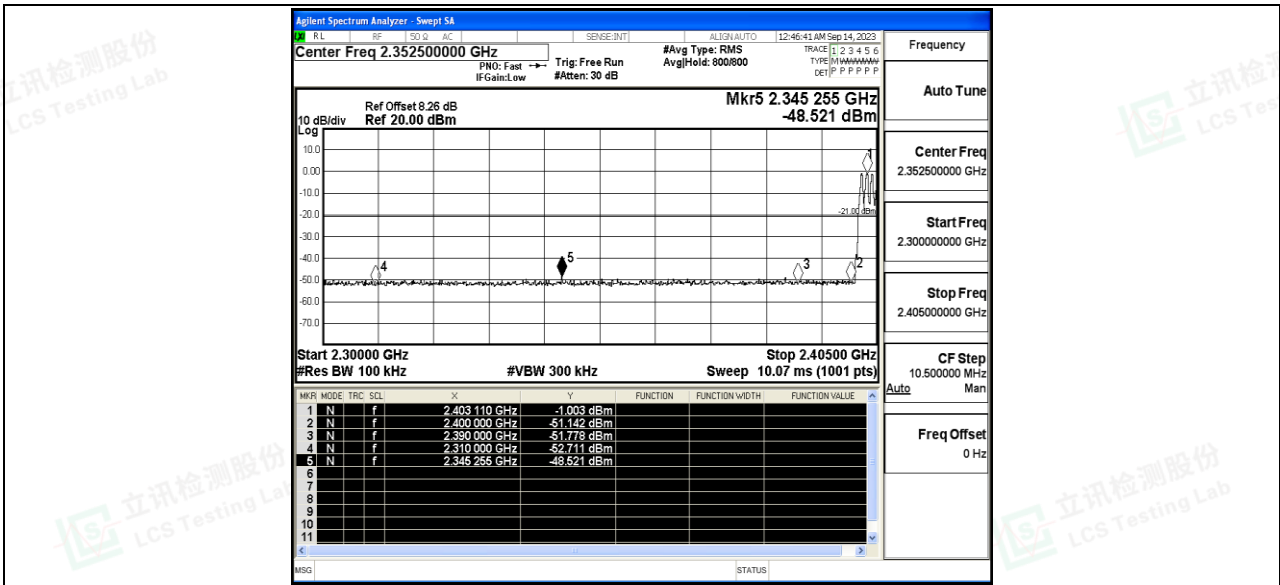 Agilent Spectrum Analyzer - Swept SA
LXI RL RF 50 Ω AC SENSE:INT ALIGNAUTO 12:46:41 AM Sep 14, 2023
Center Freq 2.352500000 GHz
PNO: Fast
IFGain:Low
Trig: Free Run
#Atten: 30 dB
#Avg Type: RMS
Avg|Hold: 800/800
TRACE 1 2 3 4 5 6
TYPE M WWWWW
DET P P P P P P
Ref Offset 8.26 dB
10 dB/div Ref 20.00 dBm
Log
Mkr5 2.345 255 GHz
-48.521 dBm
10.0
0.00
-10.0
-20.0
-30.0
-40.0
-50.0
-60.0
-70.0
1
-21.00 dBm
4
5
3
2
Start 2.30000 GHz Stop 2.40500 GHz
#Res BW 100 kHz #VBW 300 kHz Sweep 10.07 ms (1001 pts)
MKR MODE TRC SCL X Y FUNCTION FUNCTION WIDTH FUNCTION VALUE
1 N f 2.403 110 GHz -1.003 dBm
2 N f 2.400 000 GHz -51.142 dBm
3 N f 2.390 000 GHz -51.778 dBm
4 N f 2.310 000 GHz -52.711 dBm
5 N f 2.345 255 GHz -48.521 dBm
6
7
8
9
10
11
MSG STATUS
Frequency
Auto Tune
Center Freq
2.352500000 GHz
Start Freq
2.300000000 GHz
Stop Freq
2.405000000 GHz
CF Step
10.500000 MHz
Auto Man
Freq Offset
0 Hz
立讯检测股份
LCS Testing Lab
立讯检测
LCS Tes
立讯检测股份
LCS Testing Lab
立讯检测股份
LCS Testing Lab